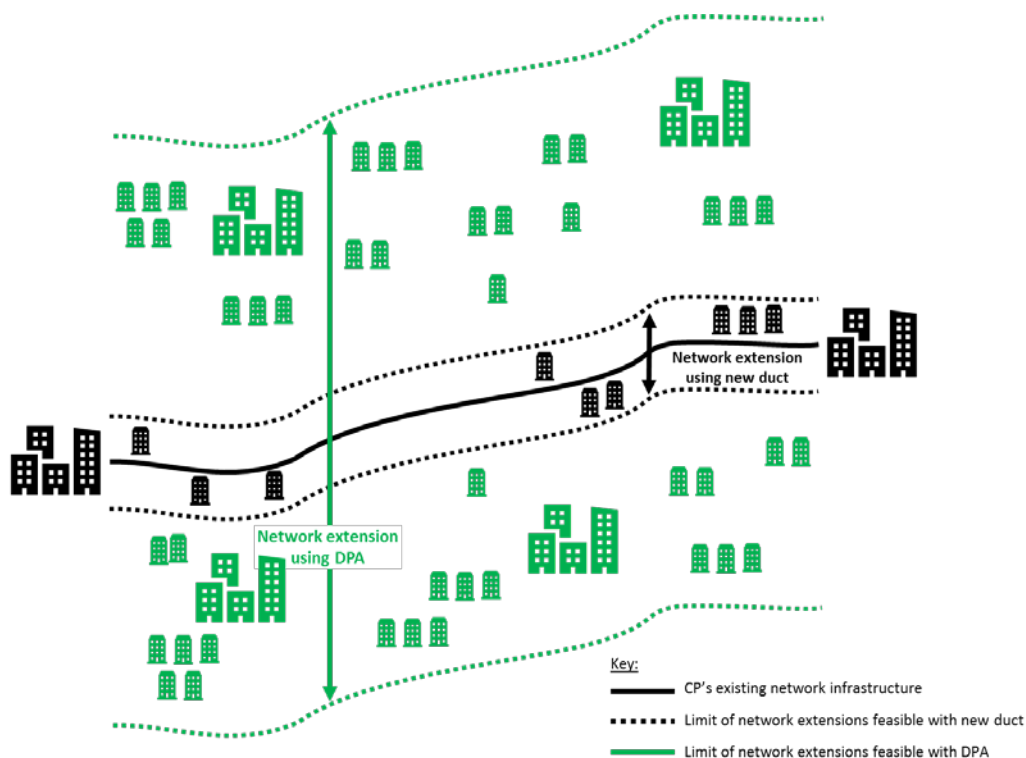 Network extension
using new duct
Network extension
using DPA
Key:
CP's existing network infrastructure
Limit of network extensions feasible with new duct
Limit of network extensions feasible with DPA